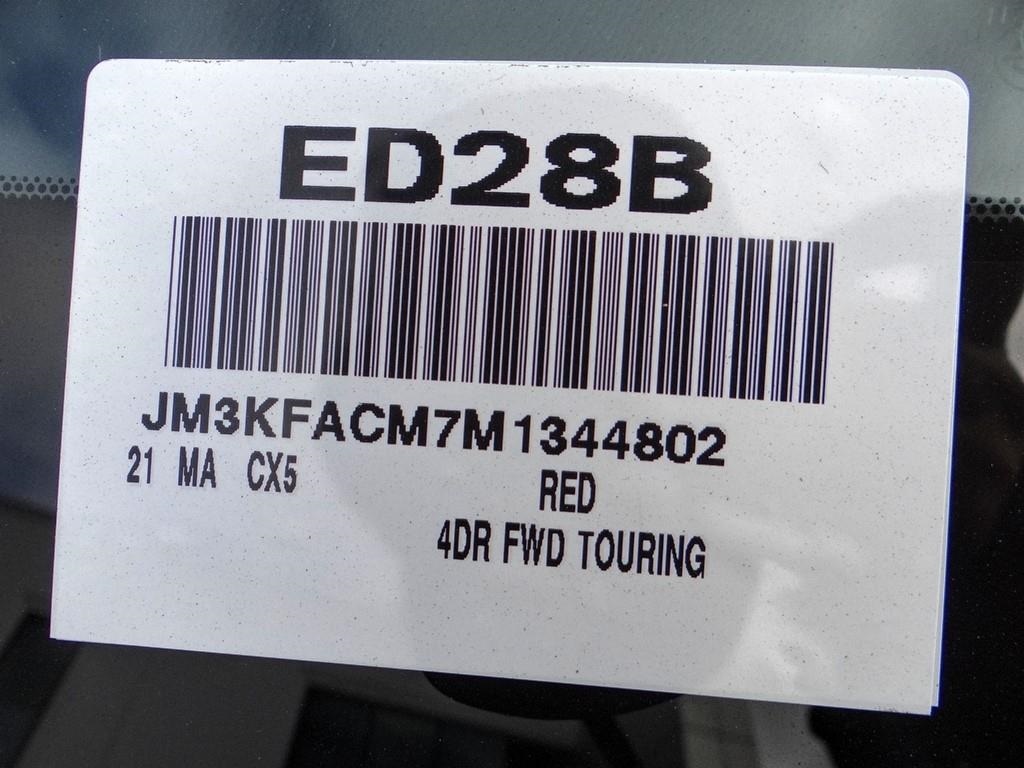 ED28B
JM3KFACM7M1344802
21 MA CX5 RED
4DR FWD TOURING